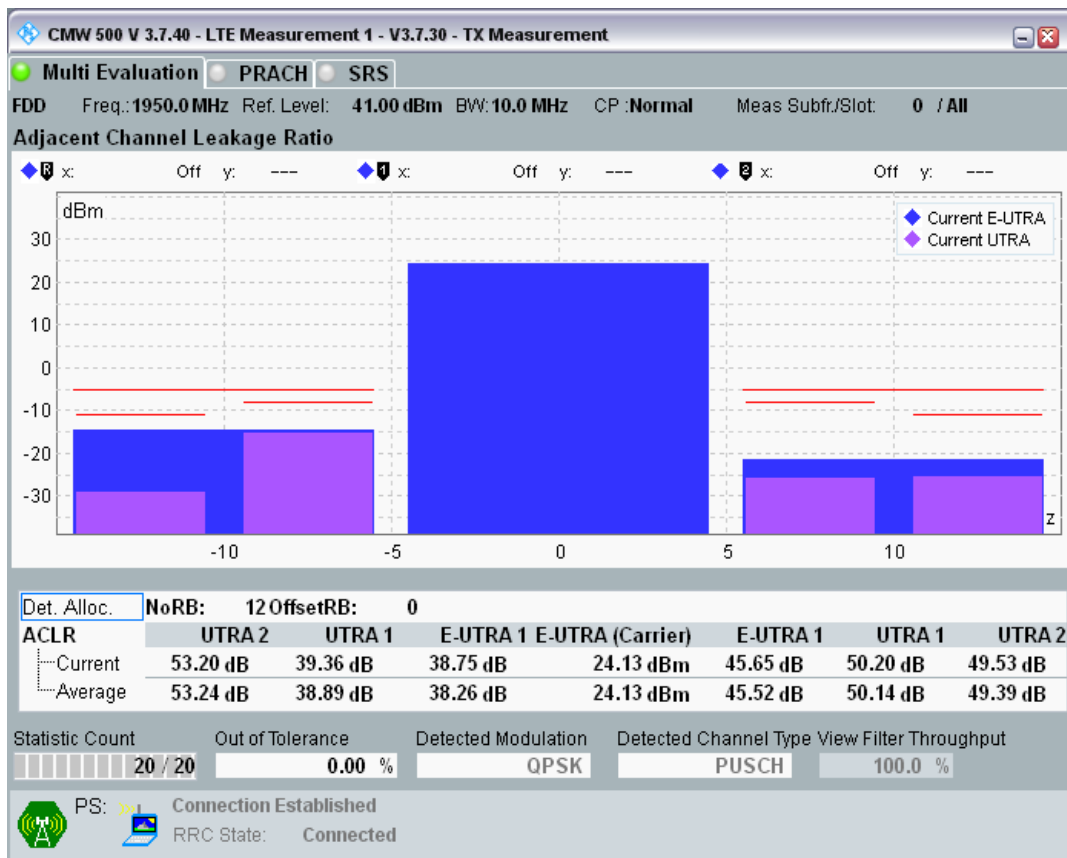 CMW 500 V 3.7.40 - LTE Measurement 1 - V3.7.30 - TX Measurement
Multi Evaluation PRACH SRS
FDD Freq.: 1950.0 MHz Ref. Level: 41.00 dBm BW: 10.0 MHz CP :Normal Meas Subfr./Slot: 0 / All
Adjacent Channel Leakage Ratio
R x: Off y: --- 1 x: Off y: --- 2 x: Off y: ---
dBm
Current E-UTRA
Current UTRA
30
20
10
0
-10
-20
-30
z
-10 -5 0 5 10
Det. Alloc. NoRB: 12 OffsetRB: 0
ACLR UTRA 2 UTRA 1 E-UTRA 1 E-UTRA (Carrier) E-UTRA 1 UTRA 1 UTRA 2
Current 53.20 dB 39.36 dB 38.75 dB 24.13 dBm 45.65 dB 50.20 dB 49.53 dB
Average 53.24 dB 38.89 dB 38.26 dB 24.13 dBm 45.52 dB 50.14 dB 49.39 dB
Statistic Count Out of Tolerance Detected Modulation Detected Channel Type View Filter Throughput
20 / 20 0.00 % QPSK PUSCH 100.0 %
PS: Connection Established
RRC State: Connected